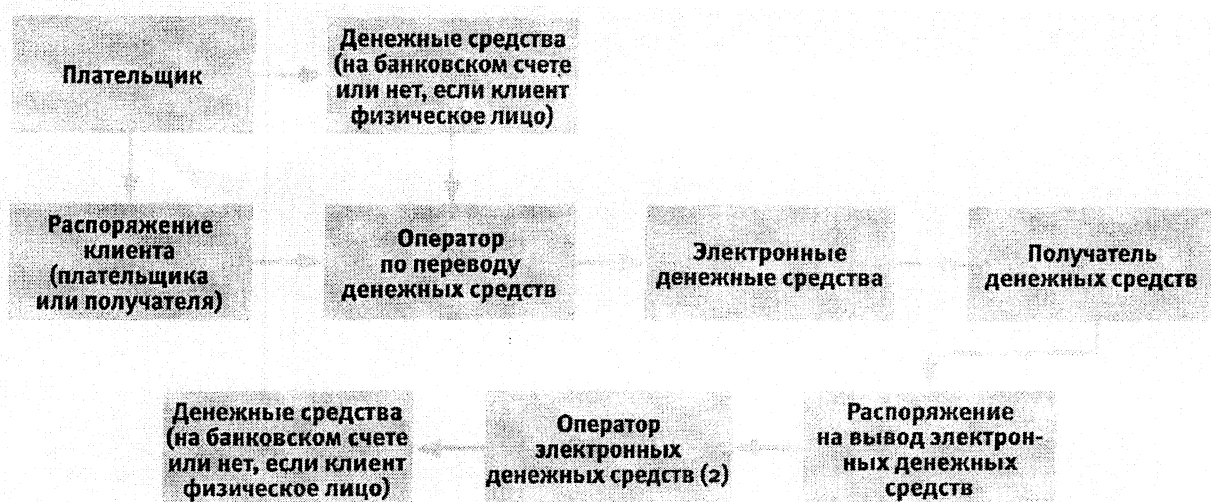 Плательщик
Денежные средства
(на банковском счете
или нет, если клиент
физическое лицо)
Распоряжение
клиента
(плательщика
или получателя)
Оператор
по переводу
денежных средств
Электронные
денежные средства
Получатель
денежных средств
Денежные средства
(на банковском счете
или нет, если клиент
физическое лицо)
Оператор
электронных
денежных средств (2)
Распоряжение
на вывод электрон-
ных денежных
средств